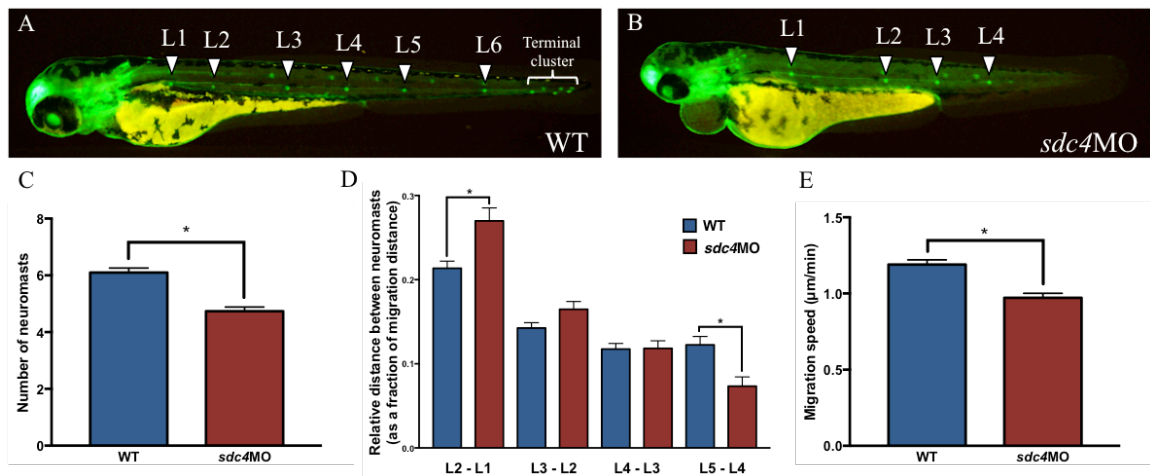 A
L1 L2 L3 L4 L5 L6
Terminal
cluster
WT
B
L1 L2 L3 L4
sdc4MO
C
Number of neuromasts
8
6
4
2
0
*
WT sdc4MO
D
Relative distance between neuromasts
(as a fraction of migration distance)
0.3
0.2
0.1
0.0
*
*
WT
sdc4MO
L2 - L1 L3 - L2 L4 - L3 L5 - L4
E
Migration speed (µm/min)
1.5
1.0
0.5
0.0
*
WT sdc4MO